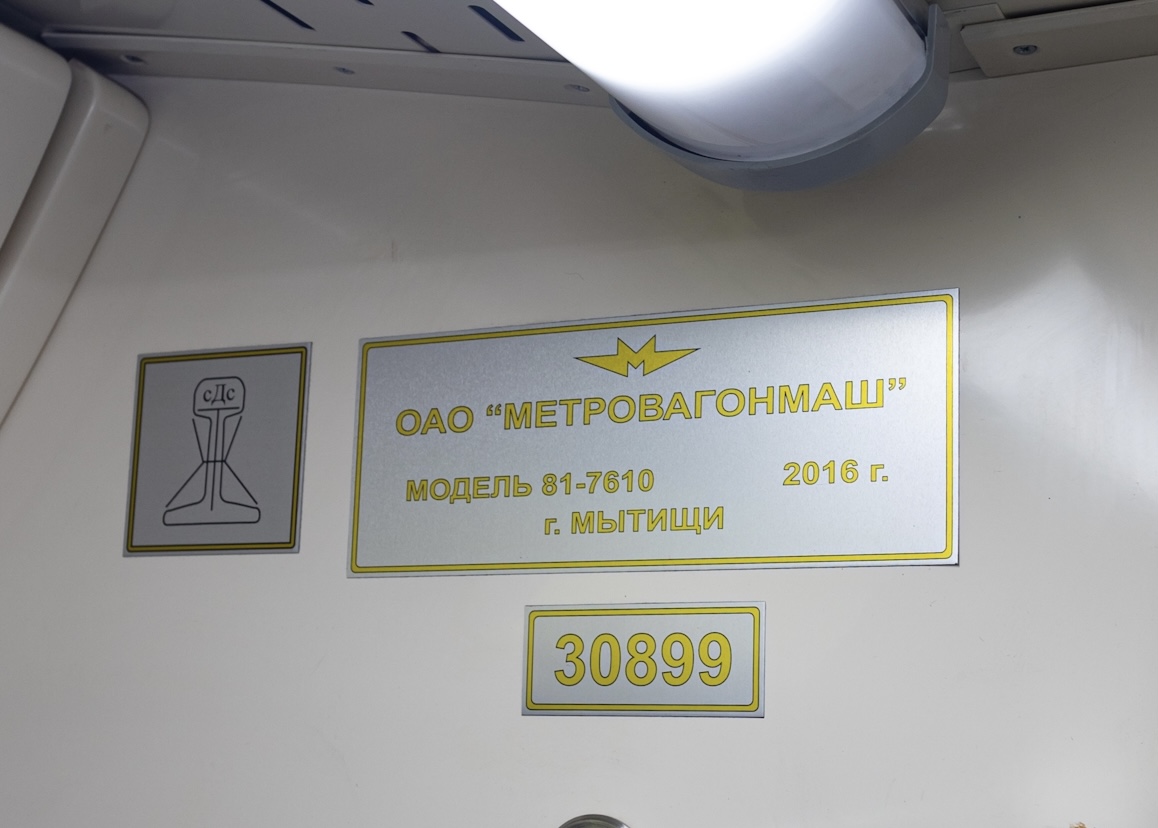 сДс
М
ОАО “МЕТРОВАГОНМАШ”
МОДЕЛЬ 81-7610 2016 г.
г. МЫТИЩИ
30899